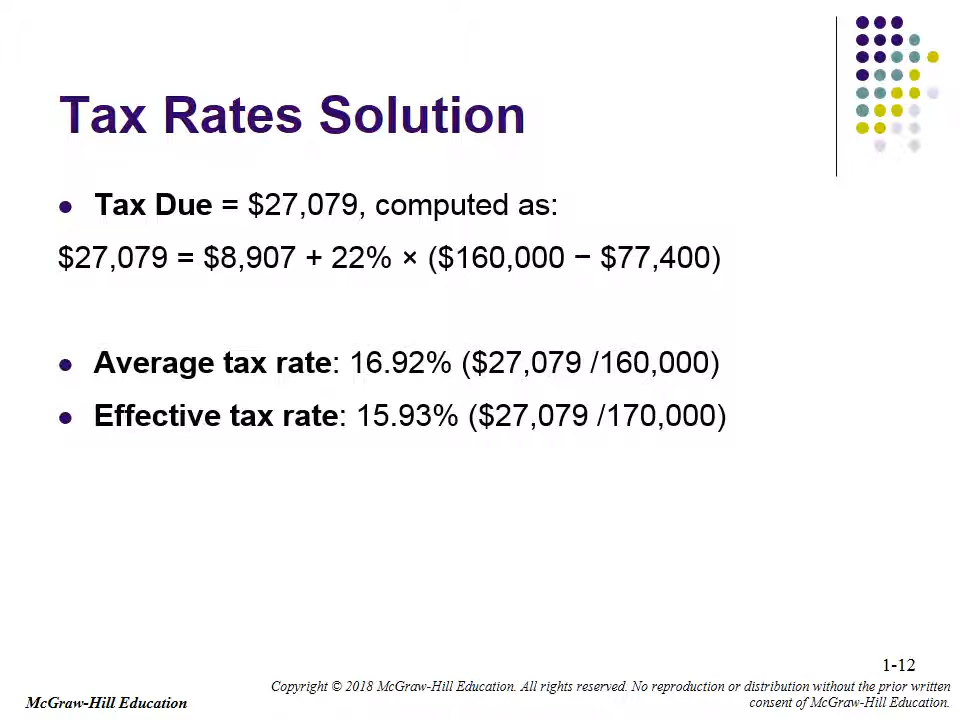 Tax Rates Solution
● Tax Due = $27,079, computed as:
$27,079 = $8,907 + 22% × ($160,000 − $77,400)
● Average tax rate: 16.92% ($27,079 /160,000)
● Effective tax rate: 15.93% ($27,079 /170,000)
1-12
Copyright © 2018 McGraw-Hill Education. All rights reserved. No reproduction or distribution without the prior written
McGraw-Hill Education
consent of McGraw-Hill Education.